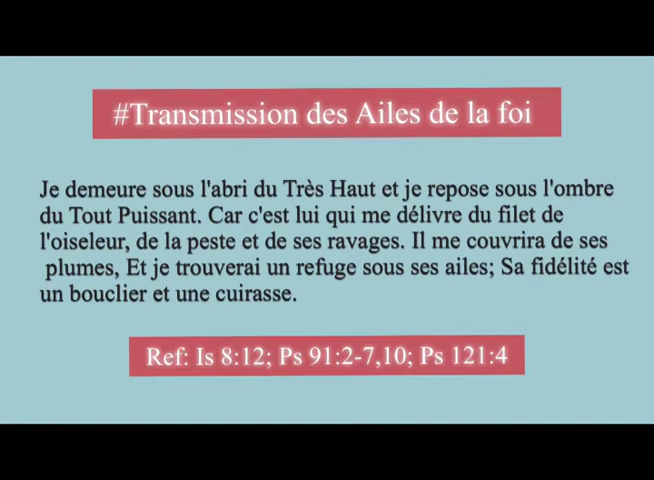 #Transmission des Ailes de la foi
Je demeure sous l'abri du Très Haut et je repose sous l'ombre
du Tout Puissant. Car c'est lui qui me délivre du filet de
l'oiseleur, de la peste et de ses ravages. Il me couvrira de ses
plumes, Et je trouverai un refuge sous ses ailes; Sa fidélité est
un bouclier et une cuirasse.
Ref: Is 8:12; Ps 91:2-7,10; Ps 121:4